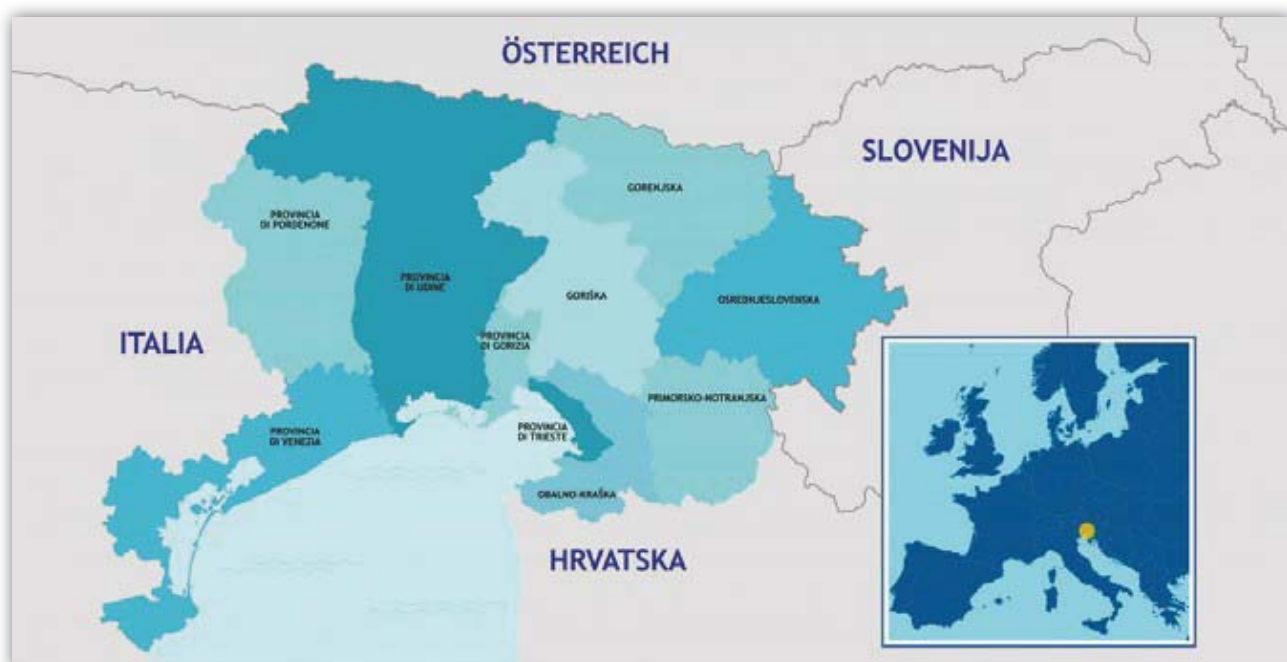 ÖSTERREICH
SLOVENIJA
GORENJSKA
PROVINCIA
DI PORDENONE
PROVINCIA
DI UDINE
GORIŠKA
OSREDNJESLOVENSKA
ITALIA
PROVINCIA
DI GORIZIA
PRIMORSKO-NOTRANJSKA
PROVINCIA
DI VENEZIA
PROVINCIA
DI TRIESTE
OBALNO-KRAŠKA
HRVATSKA